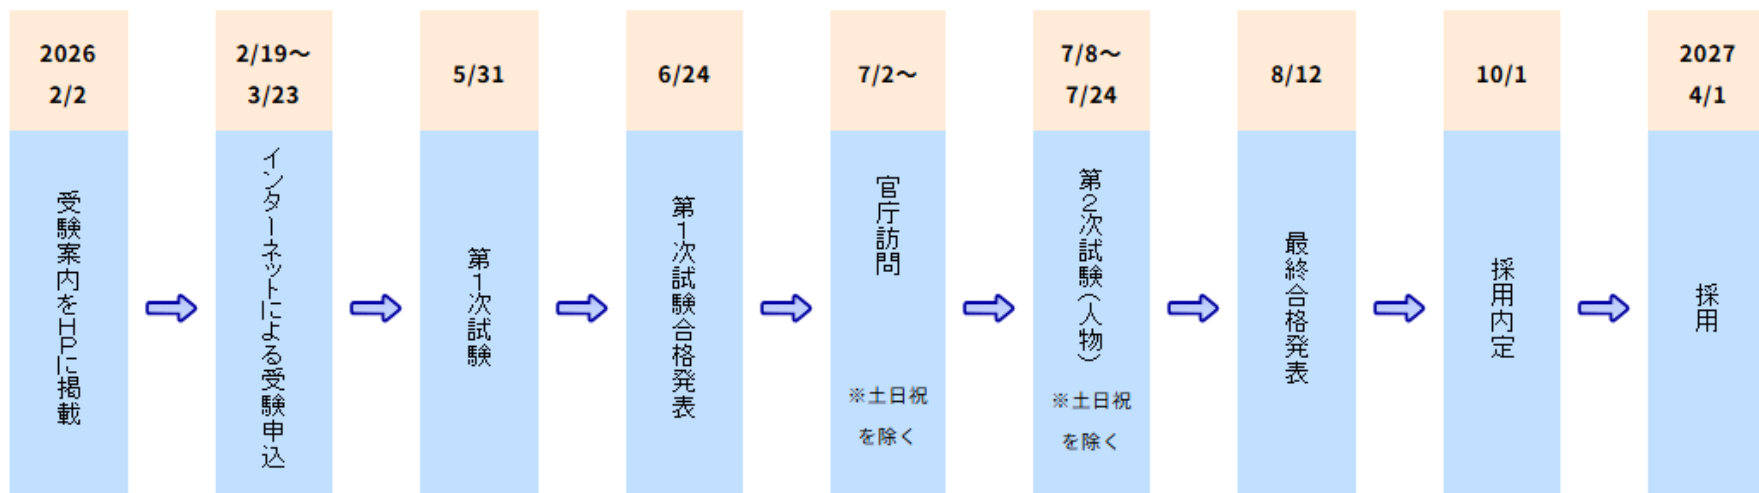 2026
2/2
受験案内をHPに掲載
2/19～
3/23
インターネットによる受験申込
5/31
第1次試験
6/24
第1次試験合格発表
7/2～
官庁訪問
※土日祝
を除く
7/8～
7/24
第2次試験(人物)
※土日祝
を除く
8/12
最終合格発表
10/1
採用内定
2027
4/1
採用